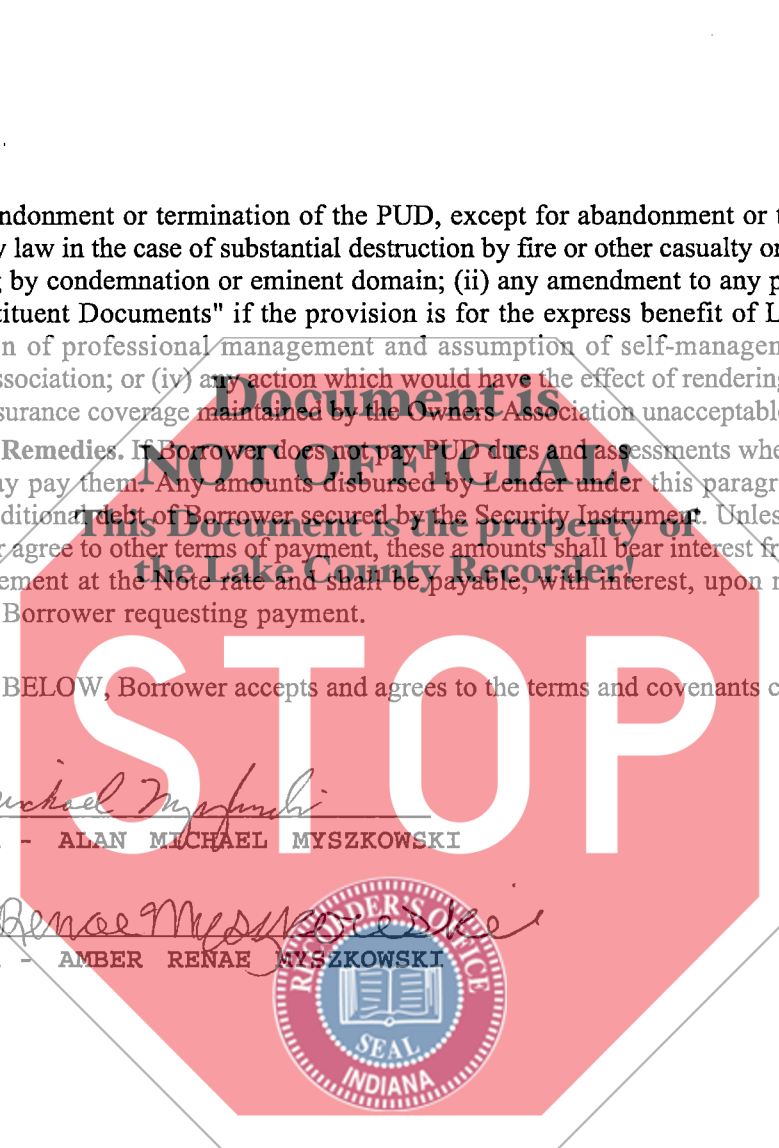 ndonment or termination of the PUD, except for abandonment or t
y law in the case of substantial destruction by fire or other casualty or
g by condemnation or eminent domain; (ii) any amendment to any p
tituent Documents" if the provision is for the express benefit of L
n of professional management and assumption of self-managem
ssociation; or (iv) any action which would have the effect of rendering
surance coverage maintained by the Owners Association unacceptabl
Document is
NOT OFFICIAL!
This Document is the property of
the Lake County Recorder!
Remedies. If Borrower does not pay PUD dues and assessments whe
ay pay them. Any amounts disbursed by Lender under this paragr
ditional debt of Borrower secured by the Security Instrument. Unles
r agree to other terms of payment, these amounts shall bear interest fr
ement at the Note rate and shall be payable, with interest, upon n
Borrower requesting payment.
STOP
BELOW, Borrower accepts and agrees to the terms and covenants c
ichael Myszkowski
- ALAN MICHAEL MYSZKOWSKI
Renae Myszkowski
- AMBER RENAE MYSZKOWSKI
RECORDER'S OFFICE
SEAL
INDIANA